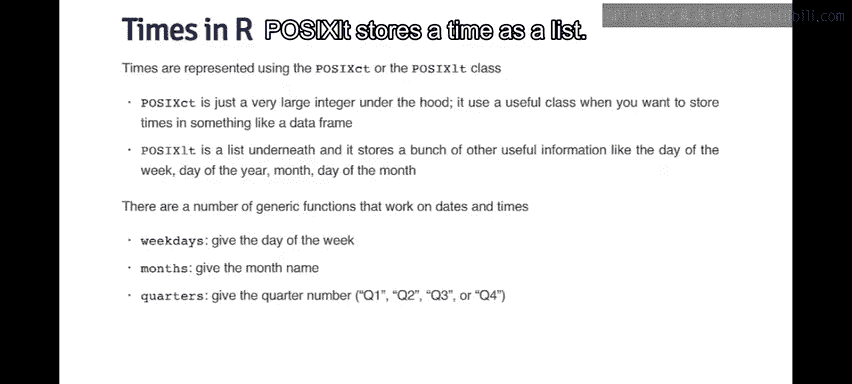 Times in R
POSIXlt stores a time as a list.
Times are represented using the POSIXct or the POSIXlt class
· POSIXct is just a very large integer under the hood; it use a useful class when you want to store
times in something like a data frame
· POSIXlt is a list underneath and it stores a bunch of other useful information like the day of the
week, day of the year, month, day of the month
There are a number of generic functions that work on dates and times
· weekdays: give the day of the week
· months: give the month name
· quarters: give the quarter number (“Q1”, “Q2”, “Q3”, or “Q4”)